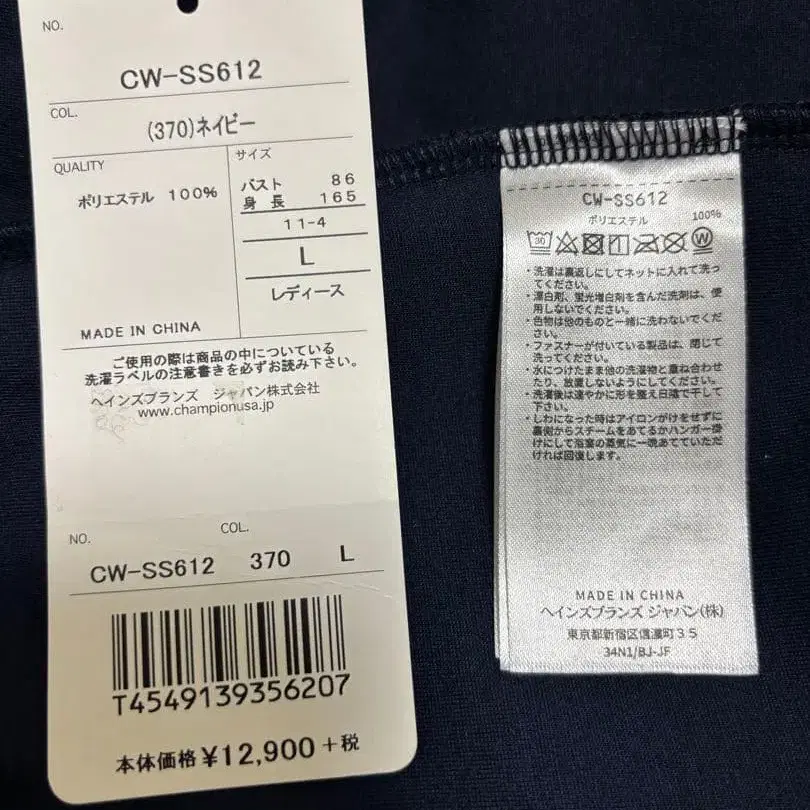 NO.
CW-SS612
COL.
(370)ネイビー
QUALITY
ポリエステル 100%
サイズ
バスト 86
身長 165
11-4
L
レディース
MADE IN CHINA
ご使用の際は商品の中についている
洗濯ラベルの注意書きを必ずお読み下さい。
ヘインズブランズ ジャパン株式会社
www.championusa.jp
NO.
COL.
CW-SS612 370 L
T4549139356207
本体価格 ¥12,900 +税
CW-SS612
ポリエステル 100%
30
W
・洗濯は裏返しにしてネットに入れて洗っ
てください。
・漂白剤、蛍光増白剤を含んだ洗剤は、使
用しないでください。
・色物は他のものと一緒に洗わないでくだ
さい。
・ファスナーが付いている製品は、閉じて
洗ってください。
・水につけたまま他の洗濯物と重ね合わせ
たり、放置しないようにしてください。
・洗濯後は速やかに形を整え日陰で干して
下さい。
・しわになった時はアイロンがけをせずに
裏側からスチームをあてるかハンガー掛
けにして浴室の蒸気に一晩あてていただ
ければ回復します。
MADE IN CHINA
ヘインズブランズ ジャパン(株)
東京都新宿区信濃町35
34N1/BJ-JF